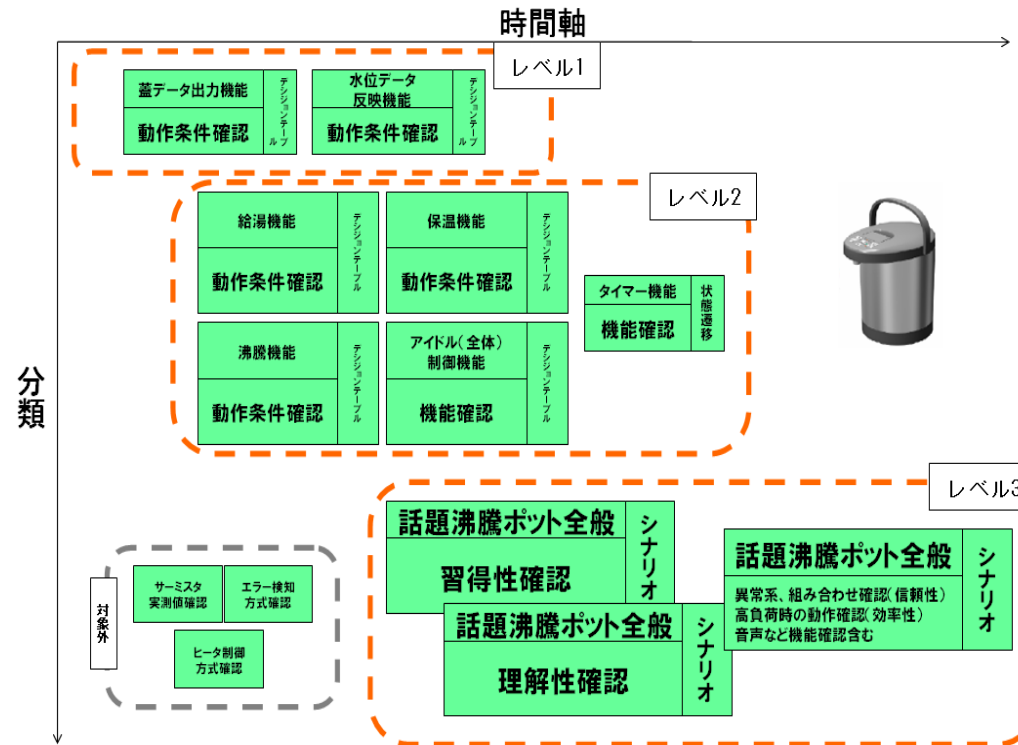 時間軸
レベル1
蓋データ出力機能
動作条件確認
デシジョンテーブル
水位データ
反映機能
動作条件確認
デシジョンテーブル
レベル2
給湯機能
動作条件確認
デシジョンテーブル
保温機能
動作条件確認
デシジョンテーブル
タイマー機能
機能確認
状態遷移
沸騰機能
動作条件確認
デシジョンテーブル
アイドル(全体)
制御機能
機能確認
デシジョンテーブル
分類
レベル3
話題沸騰ポット全般
習得性確認
シナリオ
話題沸騰ポット全般
理解性確認
シナリオ
話題沸騰ポット全般
異常系、組み合わせ確認(信頼性)
高負荷時の動作確認(効率性)
音声など機能確認含む
シナリオ
対象外
サーミスタ
実測値確認
エラー検知
方式確認
ヒータ制御
方式確認